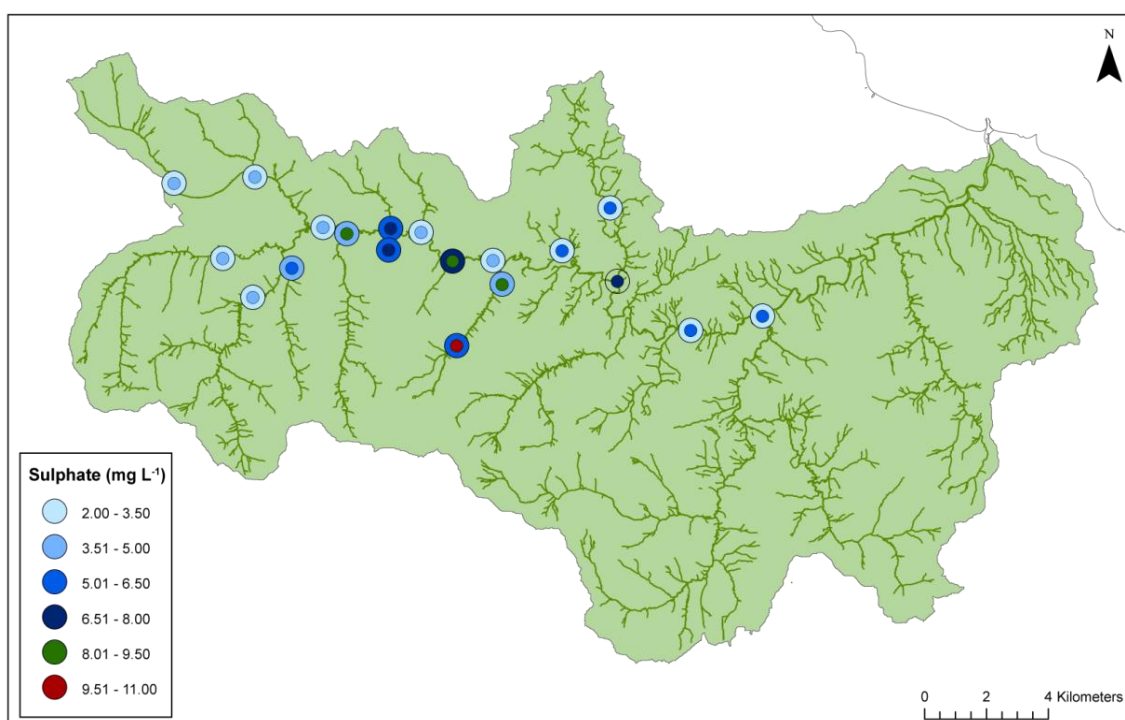 N
Sulphate (mg L⁻¹)
2.00 - 3.50
3.51 - 5.00
5.01 - 6.50
6.51 - 8.00
8.01 - 9.50
9.51 - 11.00
0 2 4 Kilometers